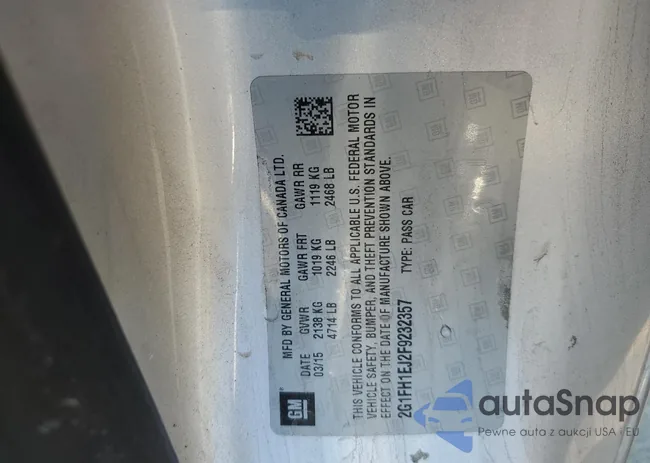 MFD BY GENERAL MOTORS OF CANADA LTD.
DATE GVWR GAWR FRT GAWR RR
03/15 2138 KG 1019 KG 1119 KG
4714 LB 2246 LB 2468 LB
THIS VEHICLE CONFORMS TO ALL APPLICABLE U.S. FEDERAL MOTOR
VEHICLE SAFETY, BUMPER, AND THEFT PREVENTION STANDARDS IN
EFFECT ON THE DATE OF MANUFACTURE SHOWN ABOVE.
2G1FH1EJ2F9232357 TYPE: PASS CAR
GM
autoSnap
Pewne auta z aukcji USA - EU